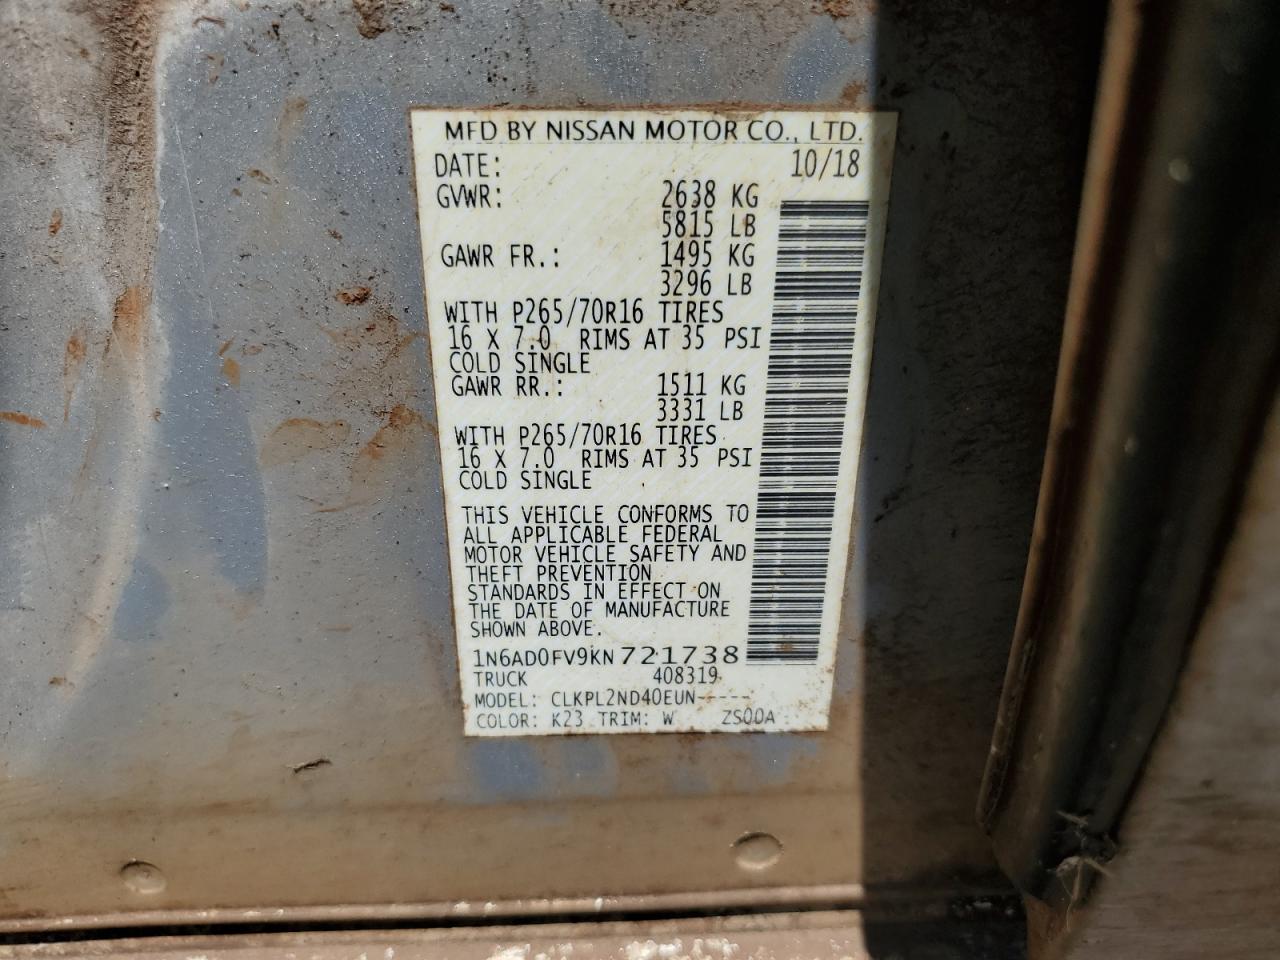 MFD BY NISSAN MOTOR CO., LTD.
DATE: 10/18
GVWR: 2638 KG
5815 LB
GAWR FR.: 1495 KG
3296 LB
WITH P265/70R16 TIRES
16 X 7.0 RIMS AT 35 PSI
COLD SINGLE
GAWR RR.: 1511 KG
3331 LB
WITH P265/70R16 TIRES
16 X 7.0 RIMS AT 35 PSI
COLD SINGLE
THIS VEHICLE CONFORMS TO
ALL APPLICABLE FEDERAL
MOTOR VEHICLE SAFETY AND
THEFT PREVENTION
STANDARDS IN EFFECT ON
THE DATE OF MANUFACTURE
SHOWN ABOVE.
1N6AD0FV9KN721738
TRUCK 408319
MODEL: CLKPL2ND40EUN-----
COLOR: K23 TRIM: W ZS00A